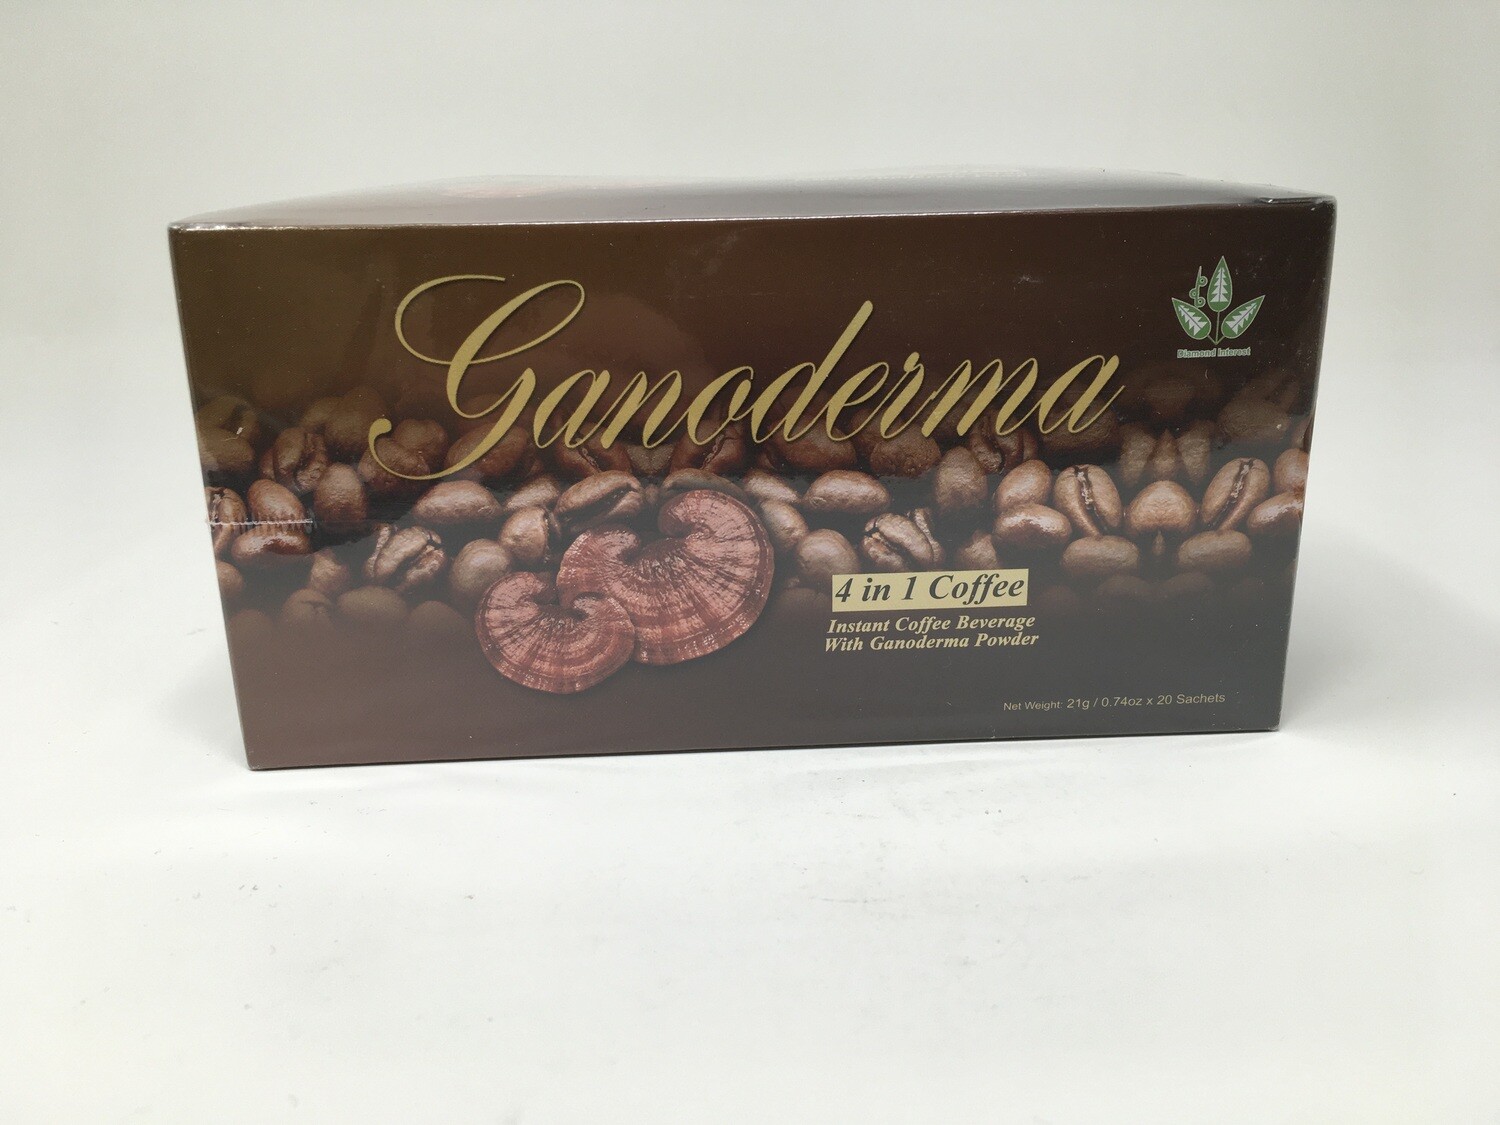 Ganoderma
Diamond Interest
4 in 1 Coffee
Instant Coffee Beverage
With Ganoderma Powder
Net Weight: 21g / 0.74oz x 20 Sachets